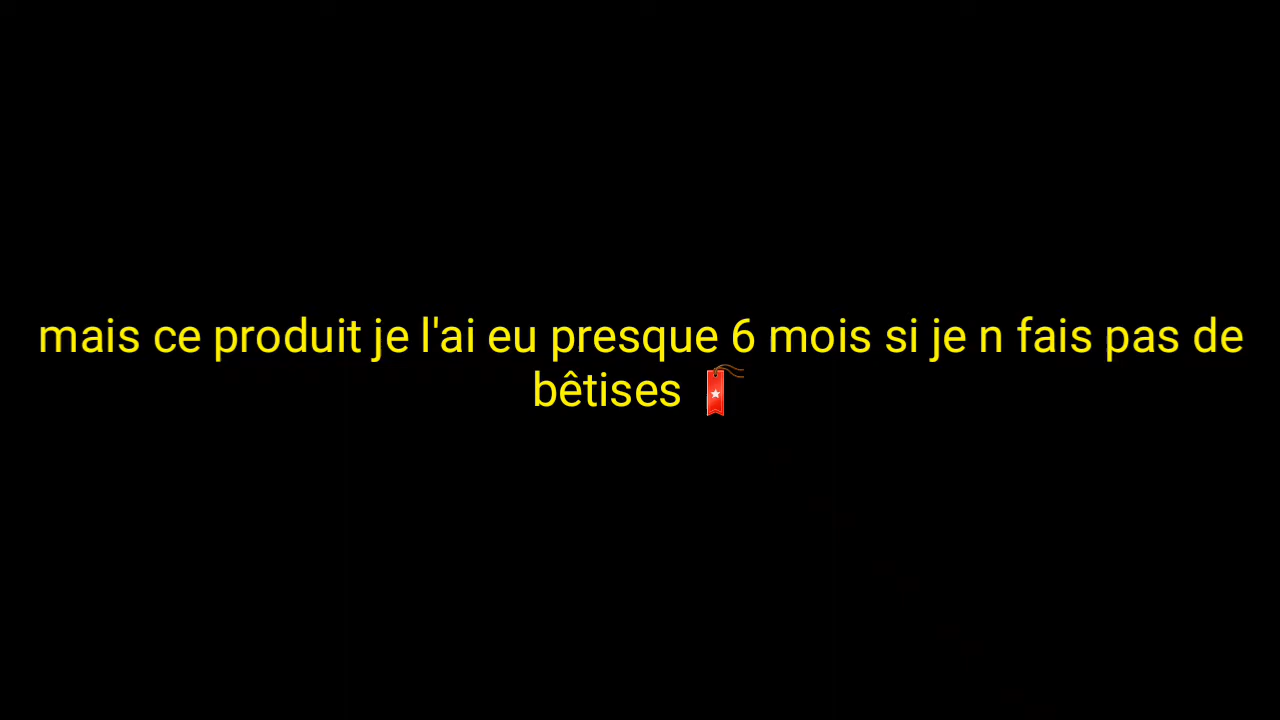 mais ce produit je l'ai eu presque 6 mois si je n fais pas de
bêtises 🔖